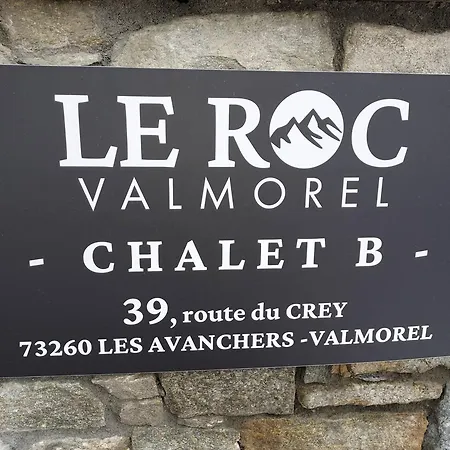 LE ROC
VALMOREL
- CHALET B -
39, route du CREY
73260 LES AVANCHERS -VALMOREL